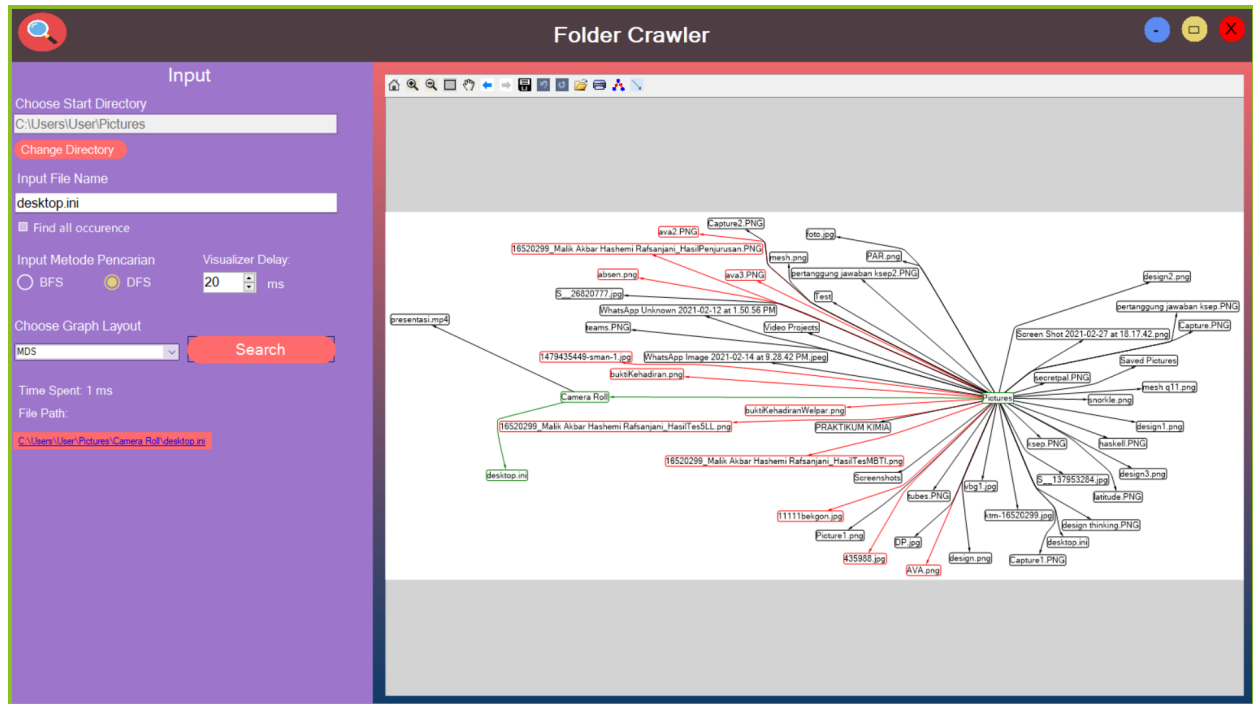 Folder Crawler
-
X
Input
Choose Start Directory
C:\Users\User\Pictures
Change Directory
Input File Name
desktop.ini
Find all occurence
Input Metode Pencarian
Visualizer Delay:
BFS
DFS
20
ms
Choose Graph Layout
MDS
Search
Time Spent: 1 ms
File Path:
C:\Users\User\Pictures\Camera Roll\desktop.ini
Capture2.PNG
ava2.PNG
foto.jpg
16520299_Malik Akbar Hashemi Rafsanjani_HasilPenjurusan.PNG
mesh.png
PAR.png
absen.png
ava3.PNG
pertanggung jawaban ksep2.PNG
design2.png
S__26820777.jpg
Test
WhatsApp Unknown 2021-02-12 at 1.50.56 PM
pertanggung jawaban ksep.PNG
presentasi.mp4
teams.PNG
Video Projects
Screen Shot 2021-02-27 at 18.17.42.png
Capture.PNG
1479435449-sman-1.jpg
WhatsApp Image 2021-02-14 at 9.28.42 PM.jpeg
Saved Pictures
buktiKehadiran.png
secretpal.PNG
mesh q11.png
Camera Roll
Pictures
snorkle.png
buktiKehadiranWelpar.png
16520299_Malik Akbar Hashemi Rafsanjani_HasilTes5LL.png
PRAKTIKUM KIMIA
design1.png
ksep.PNG
haskell.PNG
16520299_Malik Akbar Hashemi Rafsanjani_HasilTesMBTI.png
desktop.ini
Screenshots
S__137953284.jpg
design3.png
vbg1.jpg
tubes.PNG
latitude.PNG
11111bekgon.jpg
ktm-16520299.jpg
design thinking.PNG
Picture1.png
DP.jpg
desktop.ini
435988.jpg
design.png
Capture1.PNG
AVA.png